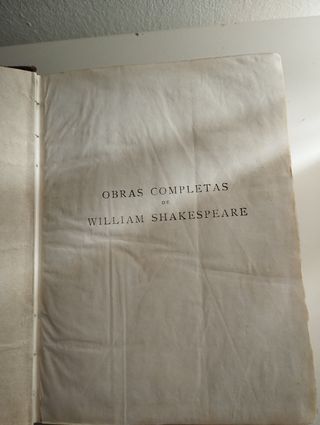 OBRAS COMPLETAS
DE
WILLIAM SHAKESPEARE